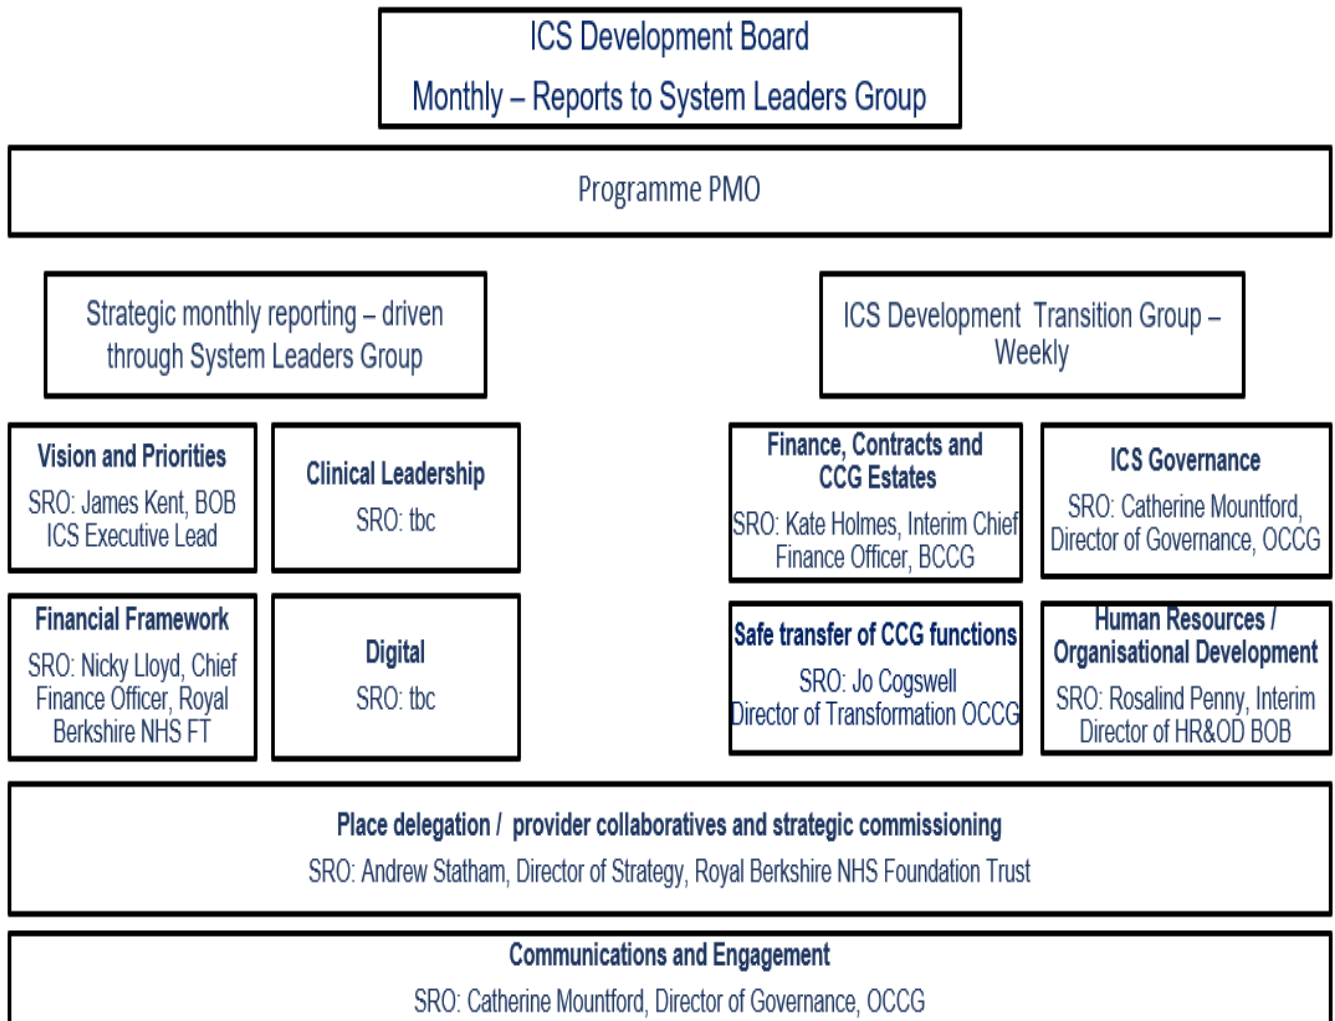 ICS Development Board
Monthly – Reports to System Leaders Group
Programme PMO
Strategic monthly reporting – driven
through System Leaders Group
ICS Development  Transition Group –
Weekly
Vision and Priorities
SRO: James Kent, BOB
ICS Executive Lead
Clinical Leadership
SRO: tbc
Finance, Contracts and
CCG Estates
SRO: Kate Holmes, Interim Chief
Finance Officer, BCCG
ICS Governance
SRO: Catherine Mountford,
Director of Governance, OCCG
Financial Framework
SRO: Nicky Lloyd, Chief
Finance Officer, Royal
Berkshire NHS FT
Digital
SRO: tbc
Safe transfer of CCG functions
SRO: Jo Cogswell
Director of Transformation OCCG
Human Resources /
Organisational Development
SRO: Rosalind Penny, Interim
Director of HR&OD BOB
Place delegation /  provider collaboratives and strategic commissioning
SRO: Andrew Statham, Director of Strategy, Royal Berkshire NHS Foundation Trust
Communications and Engagement
SRO: Catherine Mountford, Director of Governance, OCCG